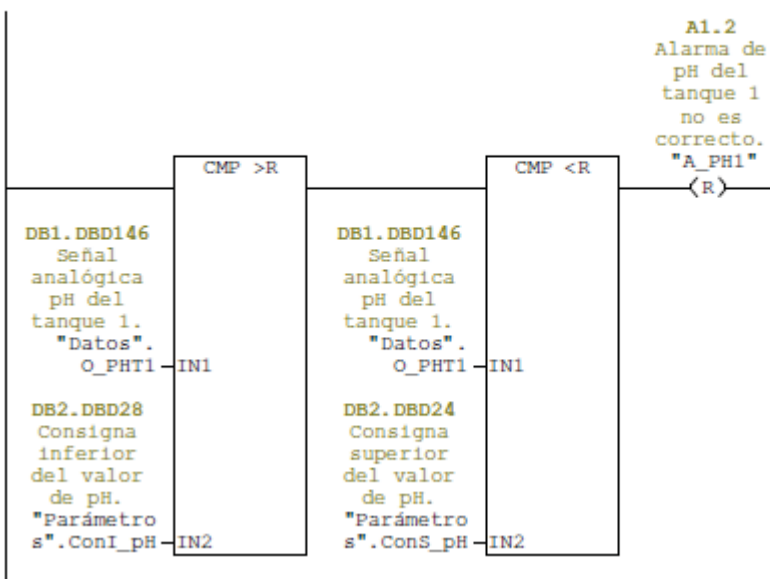 A1.2
Alarma de
pH del
tanque 1
no es
correcto.
"A_PH1"
(R)
CMP >R
DB1.DBD146
Señal
analógica
pH del
tanque 1.
"Datos".
O_PHT1
IN1
DB2.DBD28
Consigna
inferior
del valor
de pH.
"Parámetro
s".ConI_pH
IN2
CMP <R
DB1.DBD146
Señal
analógica
pH del
tanque 1.
"Datos".
O_PHT1
IN1
DB2.DBD24
Consigna
superior
del valor
de pH.
"Parámetro
s".ConS_pH
IN2